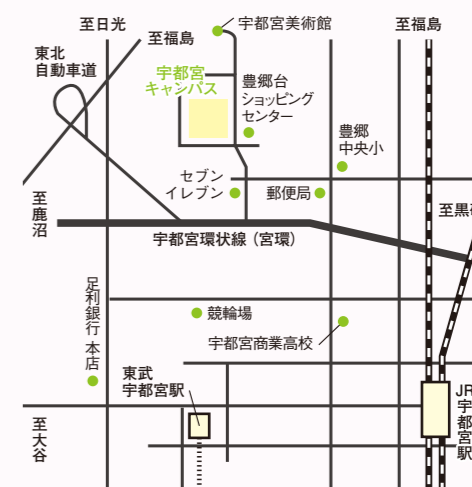 至日光
至福島
宇都宮美術館
至福島
東北
自動車道
宇都宮
キャンパス
豊郷台
ショッピング
センター
豊郷
中央小
セブン
イレブン
郵便局
至鹿沼
至黒
宇都宮環状線（宮環）
足利銀行 本店
競輪場
宇都宮商業高校
東武
宇都宮駅
JR宇都宮駅
至大谷